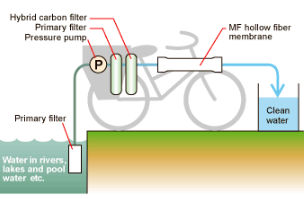 Hybrid carbon filter
Primary filter
Pressure pump
MF hollow fiber
membrane
P
Primary filter
Clean
water
Water in rivers,
lakes and pool
water etc.